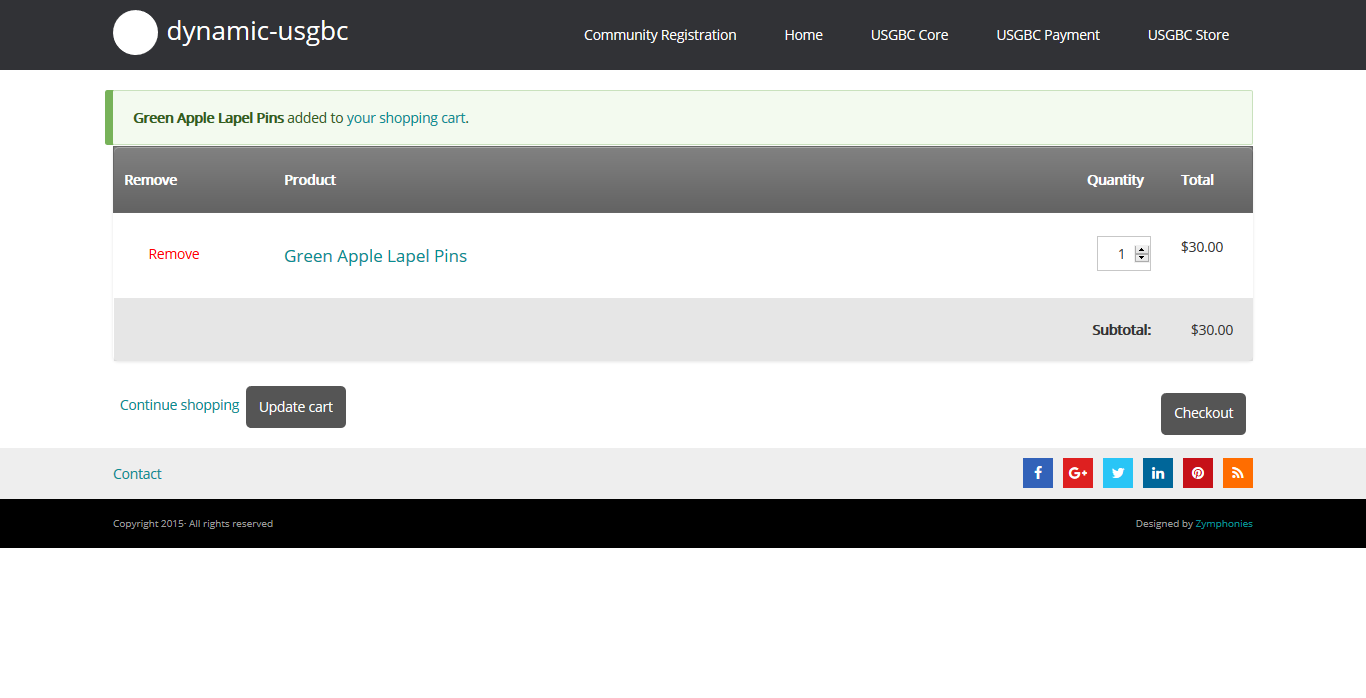 dynamic-usgbc
Community Registration Home USGBC Core USGBC Payment USGBC Store
Green Apple Lapel Pins added to your shopping cart.
Remove Product Quantity Total
Remove Green Apple Lapel Pins 1 $30.00
Subtotal: $30.00
Continue shopping Update cart Checkout
Contact f G+ in
Copyright 2015· All rights reserved Designed by Zymphonies